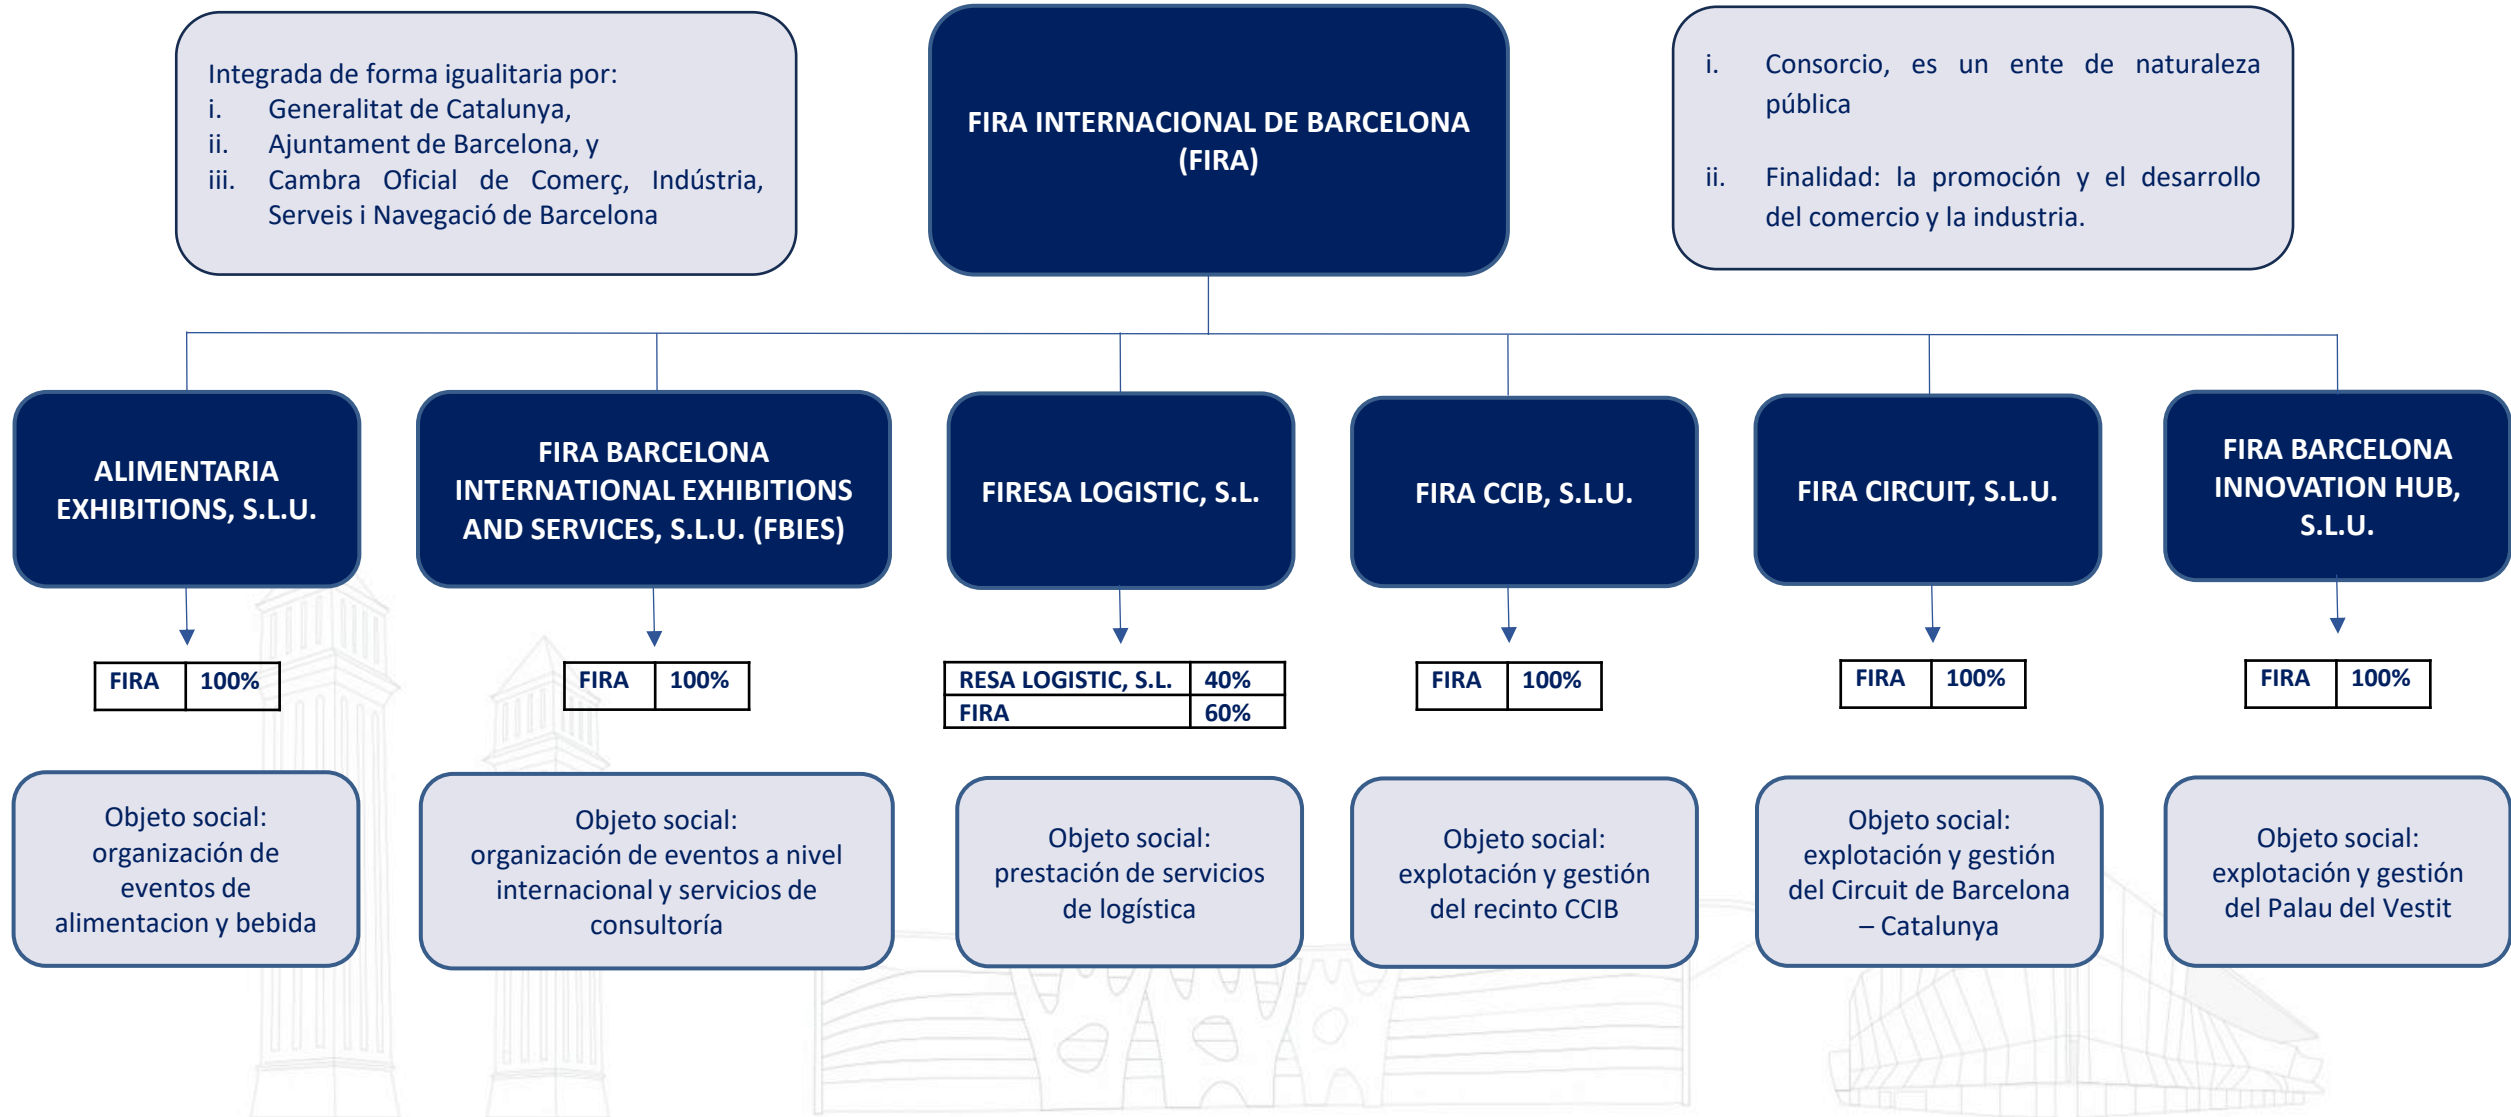 Integrada de forma igualitaria por:
i. Generalitat de Catalunya,
ii. Ajuntament de Barcelona, y
iii. Cambra Oficial de Comerç, Indústria,
Serveis i Navegació de Barcelona
FIRA INTERNACIONAL DE BARCELONA
(FIRA)
i. Consorcio, es un ente de naturaleza
pública
ii. Finalidad: la promoción y el desarrollo
del comercio y la industria.
ALIMENTARIA
EXHIBITIONS, S.L.U.
FIRA BARCELONA
INTERNATIONAL EXHIBITIONS
AND SERVICES, S.L.U. (FBIES)
FIRESA LOGISTIC, S.L.
FIRA CCIB, S.L.U.
FIRA CIRCUIT, S.L.U.
FIRA BARCELONA
INNOVATION HUB,
S.L.U.
FIRA 100%
FIRA 100%
RESA LOGISTIC, S.L. 40%
FIRA 60%
FIRA 100%
FIRA 100%
FIRA 100%
Objeto social:
organización de
eventos de
alimentacion y bebida
Objeto social:
organización de eventos a nivel
internacional y servicios de
consultoría
Objeto social:
prestación de servicios
de logística
Objeto social:
explotación y gestión
del recinto CCIB
Objeto social:
explotación y gestión
del Circuit de Barcelona
– Catalunya
Objeto social:
explotación y gestión
del Palau del Vestit